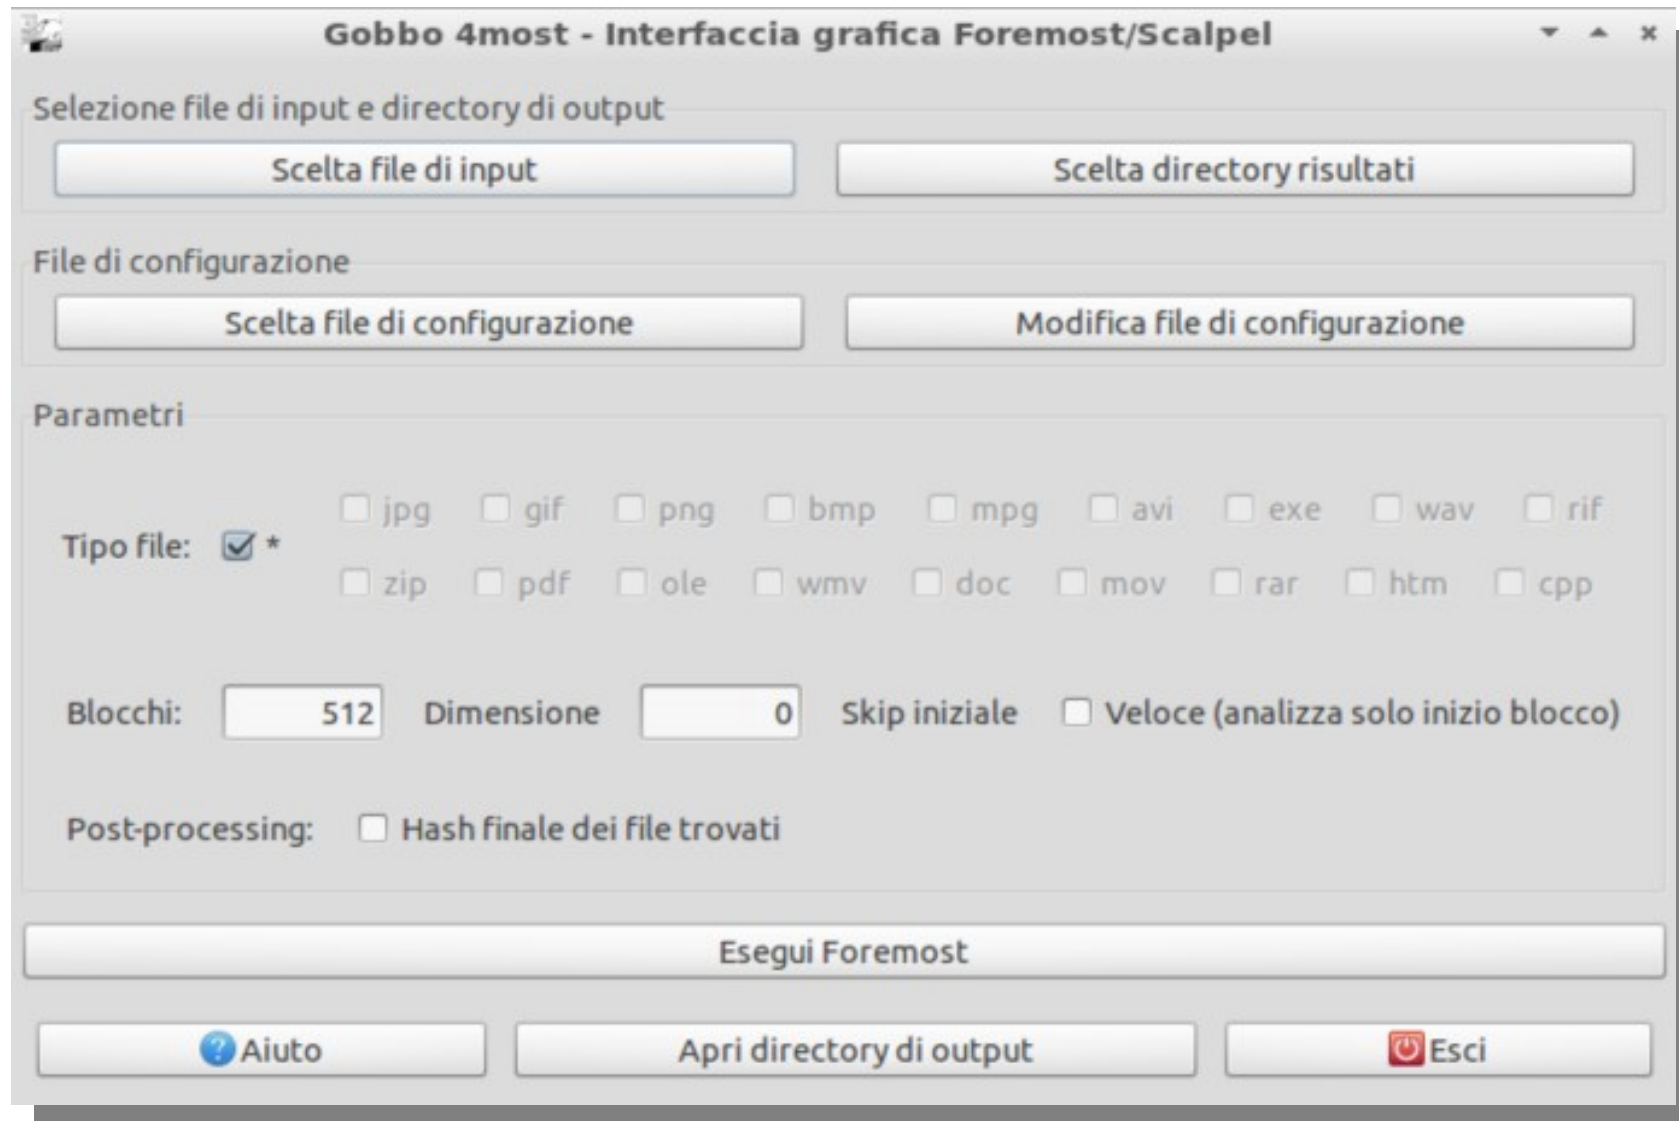 Gobbo 4most - Interfaccia grafica Foremost/Scalpel
Selezione file di input e directory di output
Scelta file di input Scelta directory risultati
File di configurazione
Scelta file di configurazione Modifica file di configurazione
Parametri
jpg gif png bmp mpg avi exe wav rif
Tipo file: *
zip pdf ole wmv doc mov rar htm cpp
Blocchi: 512 Dimensione 0 Skip iniziale Veloce (analizza solo inizio blocco)
Post-processing: Hash finale dei file trovati
Esegui Foremost
Aiuto Apri directory di output Esci